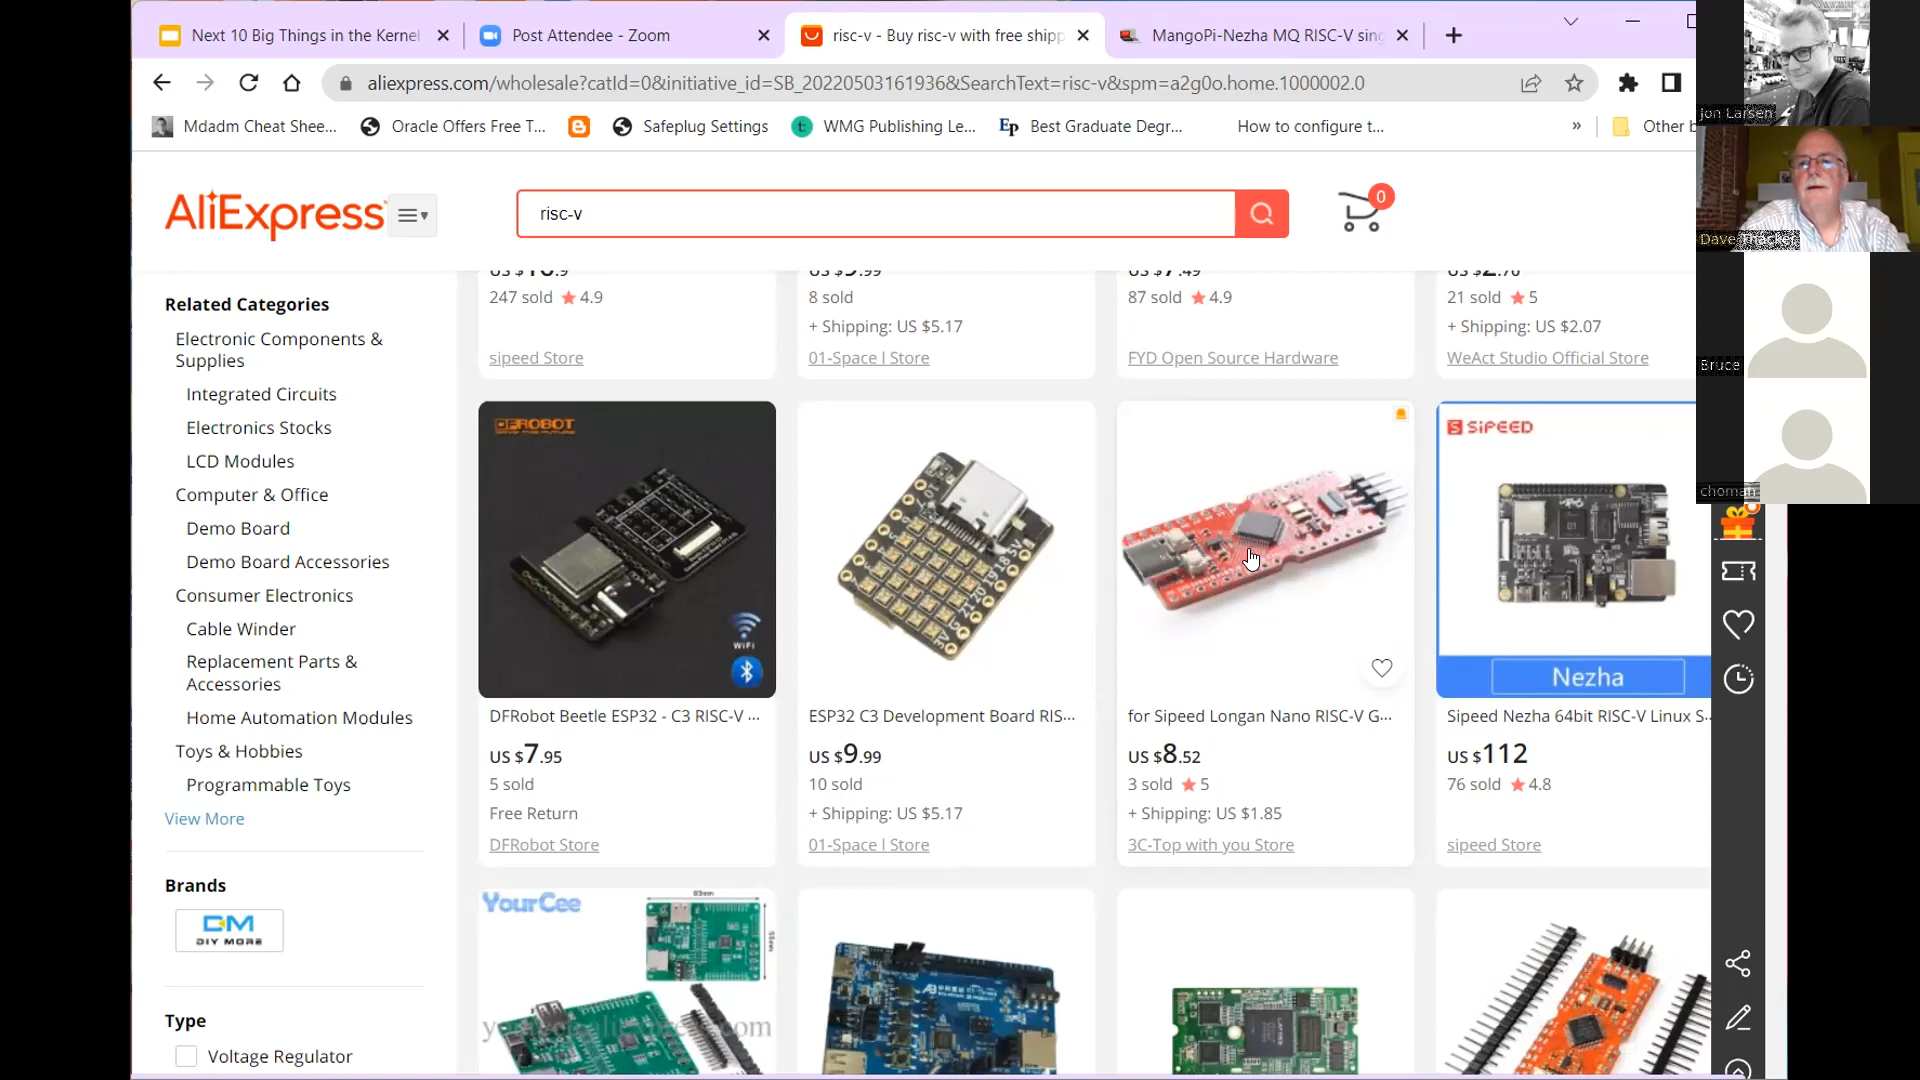 Next 10 Big Things in the Kernel
Post Attendee - Zoom
risc-v - Buy risc-v with free shipp
MangoPi-Nezha MQ RISC-V sin
aliexpress.com/wholesale?catId=0&initiative_id=SB_20220503161936&SearchText=risc-v&spm=a2g0o.home.1000002.0
Mdadm Cheat Shee...
Oracle Offers Free T...
Safeplug Settings
WMG Publishing Le...
Ep
Best Graduate Degr...
How to configure t...
»
Other b
AliExpress
risc-v
0
Related Categories
Electronic Components &
Supplies
Integrated Circuits
Electronics Stocks
LCD Modules
Computer & Office
Demo Board
Demo Board Accessories
Consumer Electronics
Cable Winder
Replacement Parts &
Accessories
Home Automation Modules
Toys & Hobbies
Programmable Toys
View More
Brands
DM
DIY MORE
Type
Voltage Regulator
247 sold 4.9
sipeed Store
8 sold
+ Shipping: US $5.17
01-Space l Store
87 sold 4.9
FYD Open Source Hardware
21 sold 5
+ Shipping: US $2.07
WeAct Studio Official Store
DFROBOT
WiFi
DFRobot Beetle ESP32 - C3 RISC-V ...
US $7.95
5 sold
Free Return
DFRobot Store
ESP32 C3 Development Board RIS...
US $9.99
10 sold
+ Shipping: US $5.17
01-Space l Store
for Sipeed Longan Nano RISC-V G...
US $8.52
3 sold 5
+ Shipping: US $1.85
3C-Top with you Store
SiPEED
Nezha
Sipeed Nezha 64bit RISC-V Linux S
US $112
76 sold 4.8
sipeed Store
YourCee
Jon Larsen
Dave Thacker
Bruce
choman